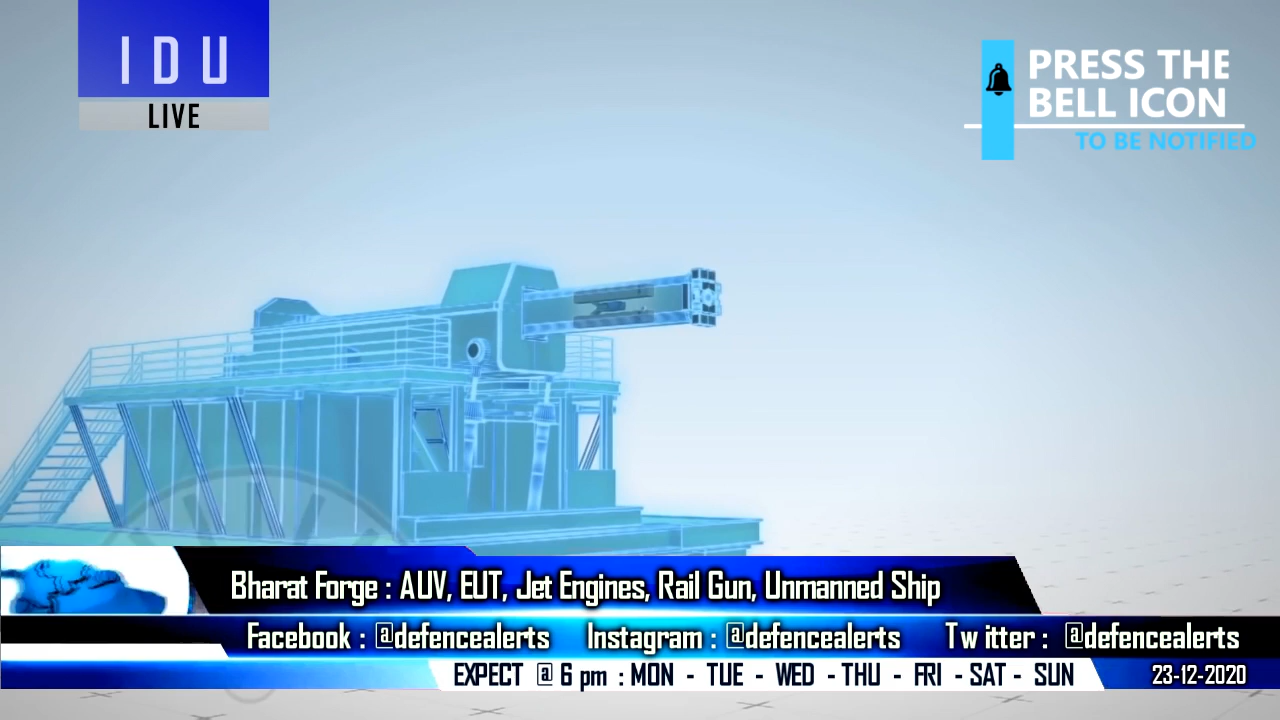 IDU
LIVE
PRESS THE
BELL ICON
TO BE NOTIFIED
Bharat Forge : AUV, EUT, Jet Engines, Rail Gun, Unmanned Ship
Facebook : @defencealerts Instagram : @defencealerts Tw itter : @defencealerts
EXPECT @ 6 pm : MON - TUE - WED - THU - FRI - SAT - SUN 23-12-2020